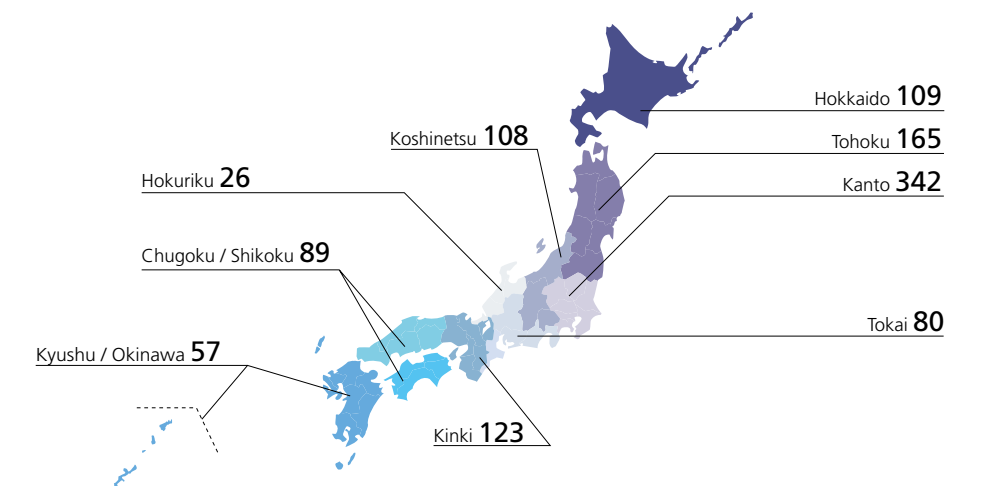 Hokkaido 109
Koshinetsu 108
Tohoku 165
Hokuriku 26
Kanto 342
Chugoku / Shikoku 89
Tokai 80
Kyushu / Okinawa 57
Kinki 123